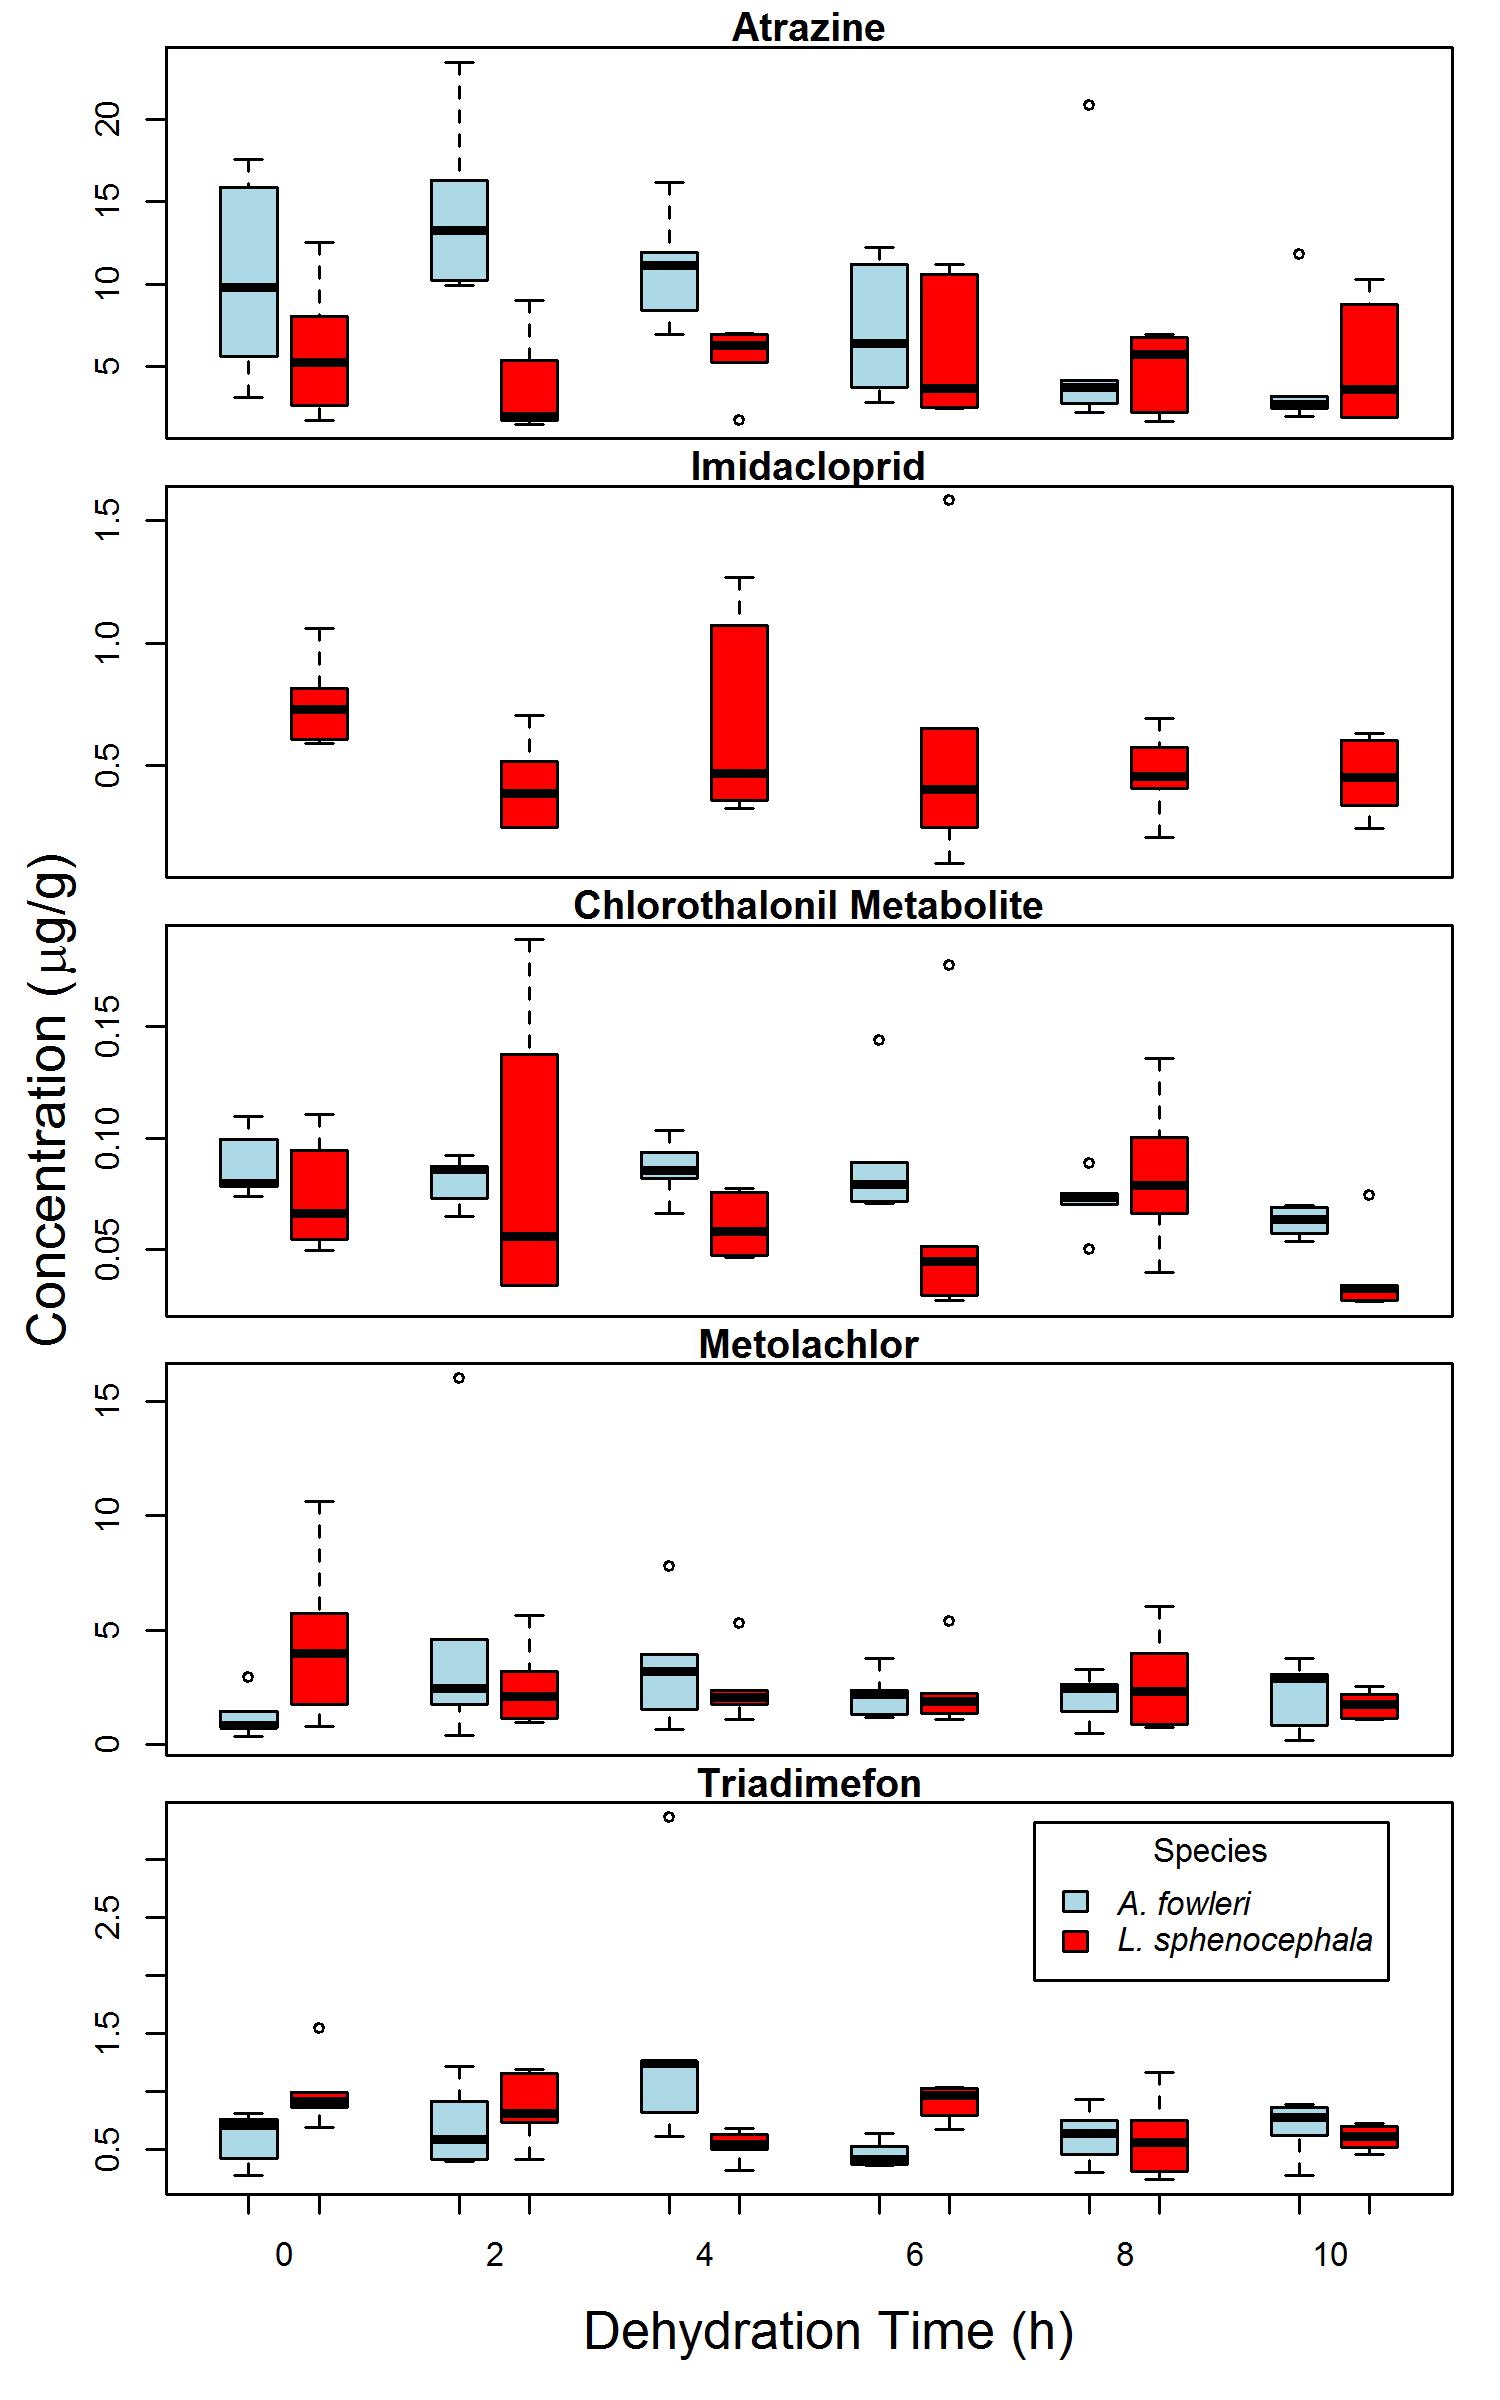 Atrazine
20
15
10
5
Imidacloprid
1.5
1.0
0.5
Chlorothalonil Metabolite
0.15
0.10
0.05
Concentration (μg/g)
Metolachlor
15
10
5
0
Triadimefon
2.5
1.5
0.5
Species
A. fowleri
L. sphenocephala
0 2 4 6 8 10
Dehydration Time (h)